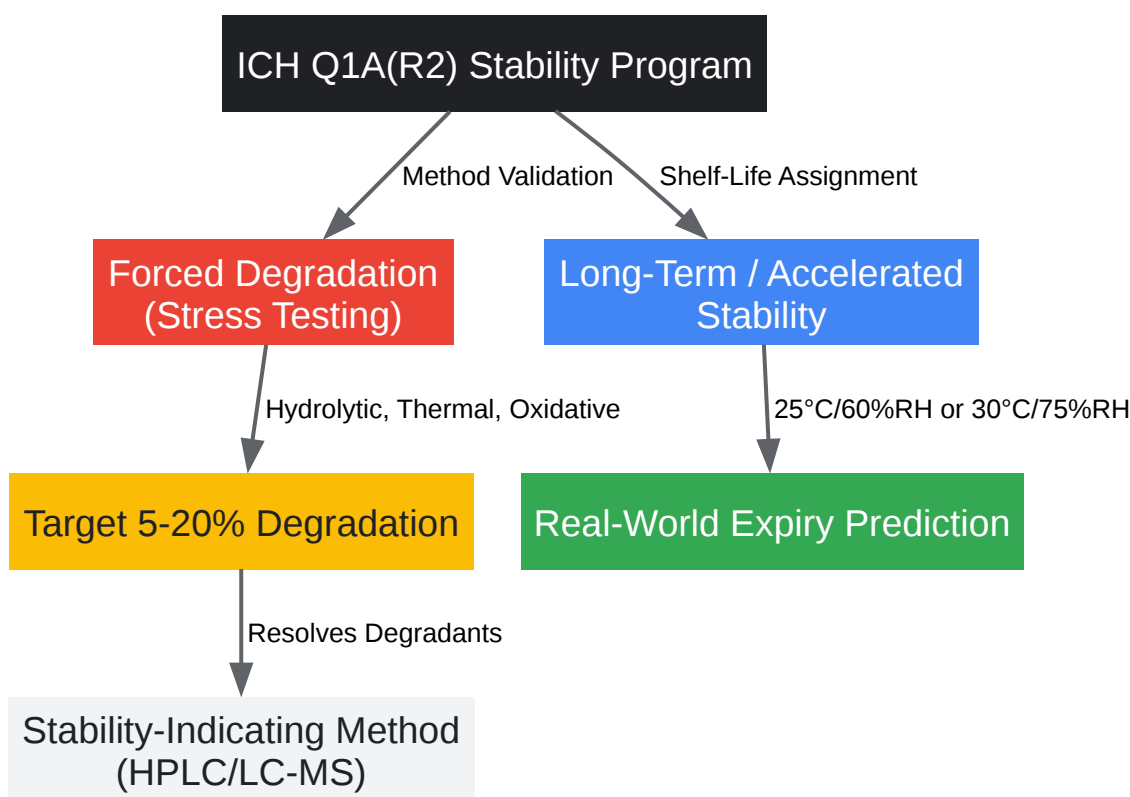 ICH Q1A(R2) Stability Program
Method Validation
Shelf-Life Assignment
Forced Degradation
(Stress Testing)
Long-Term / Accelerated
Stability
Hydrolytic, Thermal, Oxidative
25°C/60%RH or 30°C/75%RH
Target 5-20% Degradation
Real-World Expiry Prediction
Resolves Degradants
Stability-Indicating Method
(HPLC/LC-MS)